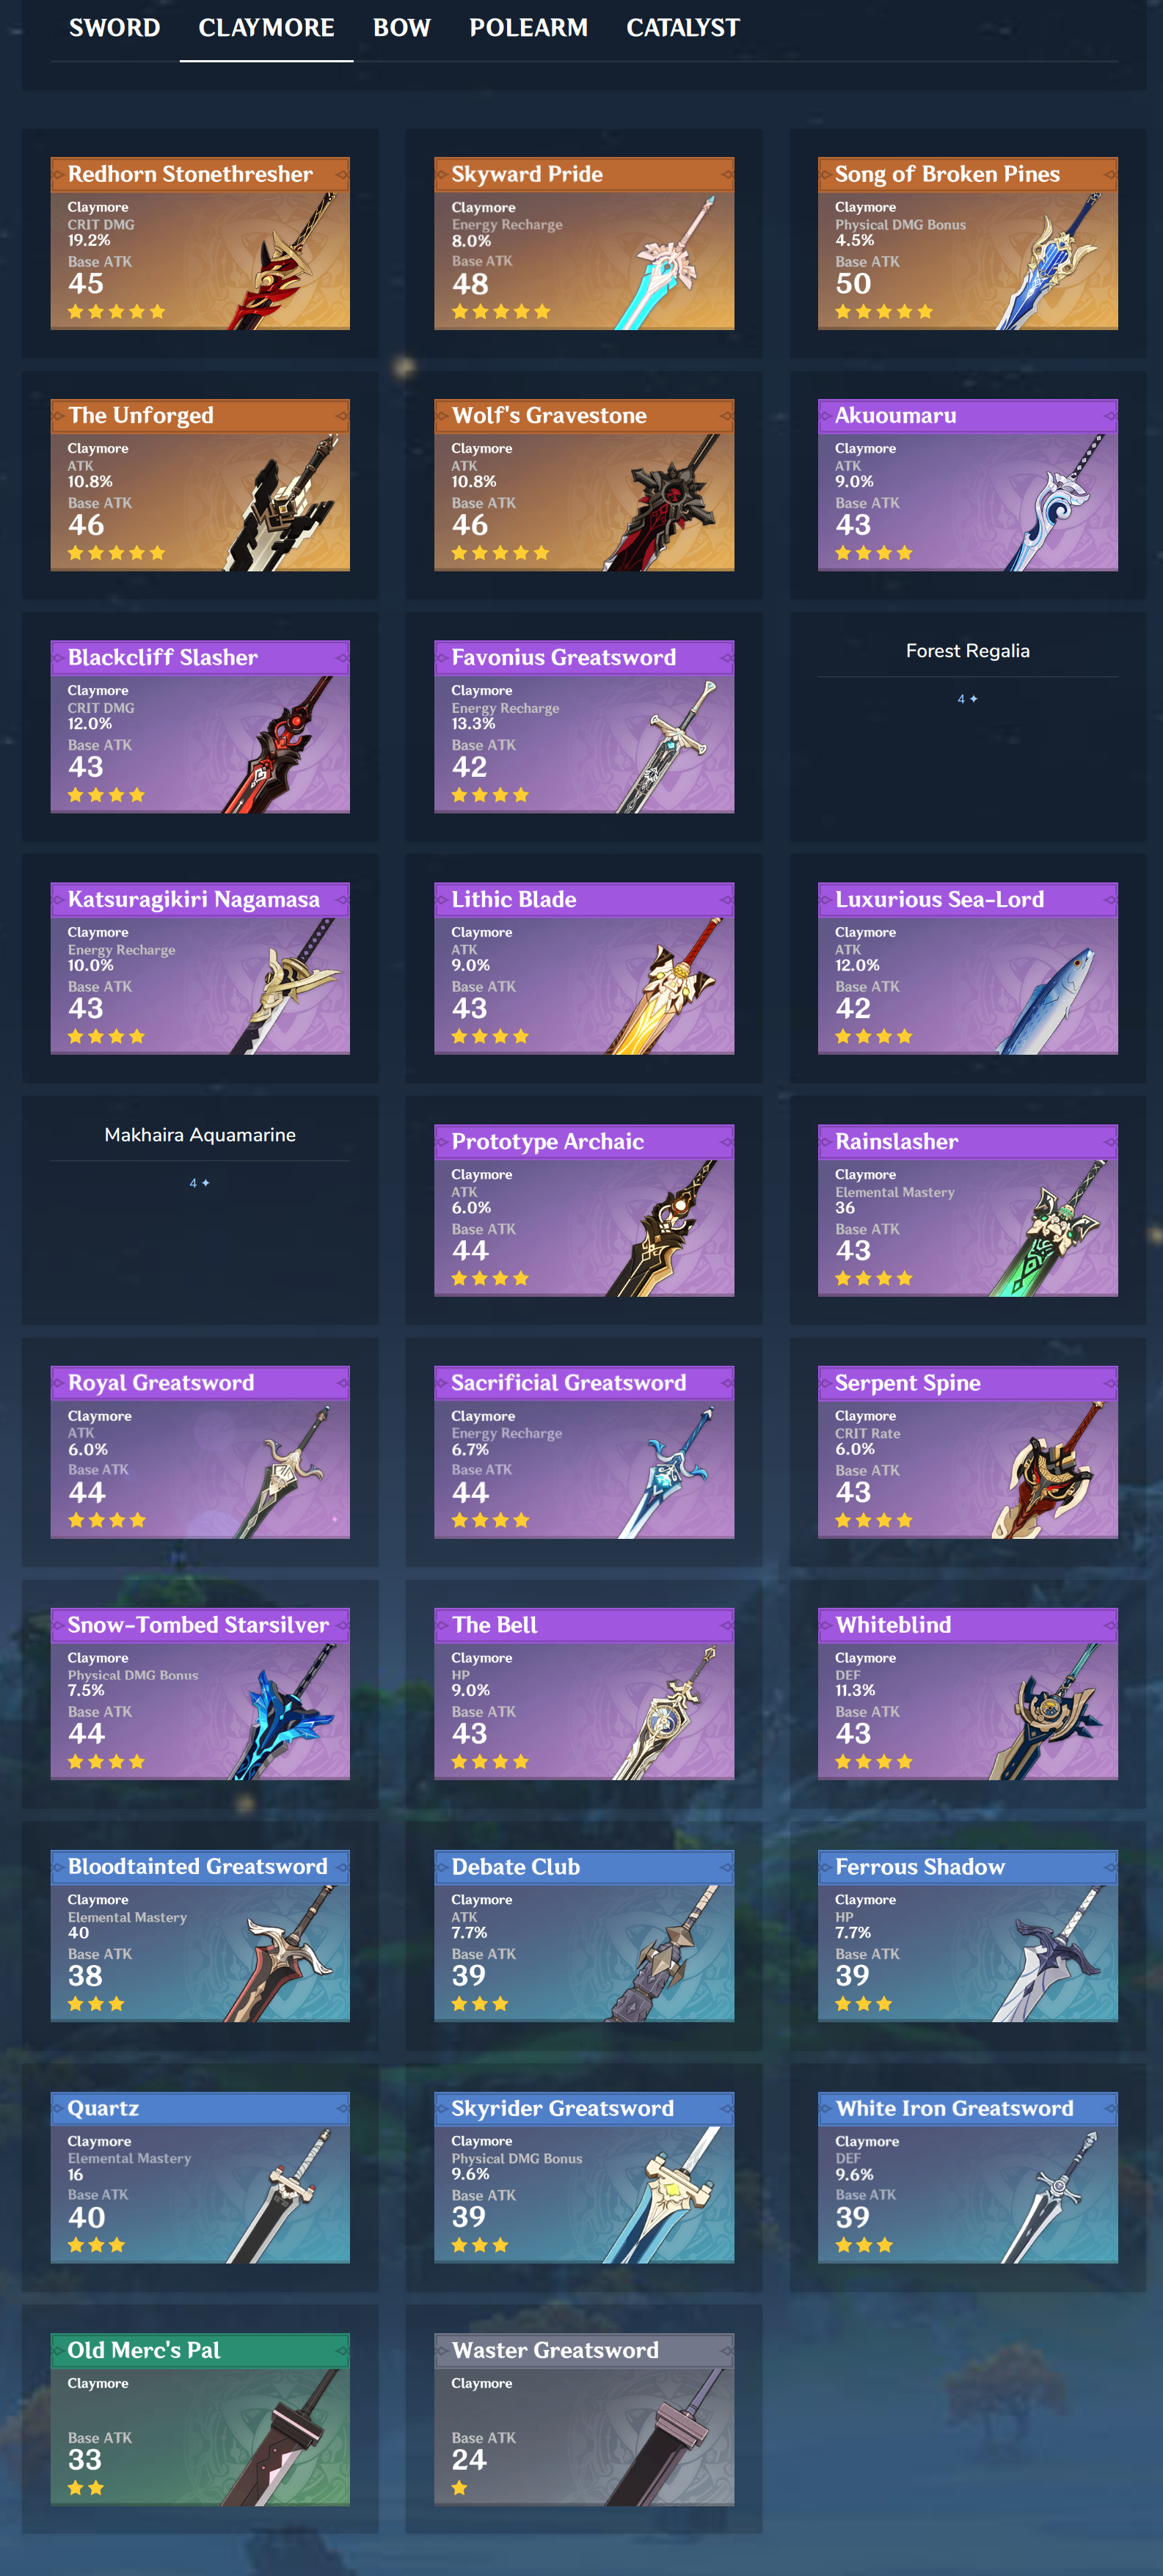 SWORD CLAYMORE BOW POLEARM CATALYST
Redhorn Stonethresher
Claymore
CRIT DMG
19.2%
Base ATK
45
Skyward Pride
Claymore
Energy Recharge
8.0%
Base ATK
48
Song of Broken Pines
Claymore
Physical DMG Bonus
4.5%
Base ATK
50
The Unforged
Claymore
ATK
10.8%
Base ATK
46
Wolf's Gravestone
Claymore
ATK
10.8%
Base ATK
46
Akuoumaru
Claymore
ATK
9.0%
Base ATK
43
Blackcliff Slasher
Claymore
CRIT DMG
12.0%
Base ATK
43
Favonius Greatsword
Claymore
Energy Recharge
13.3%
Base ATK
42
Forest Regalia
4 ✦
Katsuragikiri Nagamasa
Claymore
Energy Recharge
10.0%
Base ATK
43
Lithic Blade
Claymore
ATK
9.0%
Base ATK
43
Luxurious Sea-Lord
Claymore
ATK
12.0%
Base ATK
42
Makhaira Aquamarine
4 ✦
Prototype Archaic
Claymore
ATK
6.0%
Base ATK
44
Rainslasher
Claymore
Elemental Mastery
36
Base ATK
43
Royal Greatsword
Claymore
ATK
6.0%
Base ATK
44
Sacrificial Greatsword
Claymore
Energy Recharge
6.7%
Base ATK
44
Serpent Spine
Claymore
CRIT Rate
6.0%
Base ATK
43
Snow-Tombed Starsilver
Claymore
Physical DMG Bonus
7.5%
Base ATK
44
The Bell
Claymore
HP
9.0%
Base ATK
43
Whiteblind
Claymore
DEF
11.3%
Base ATK
43
Bloodtainted Greatsword
Claymore
Elemental Mastery
40
Base ATK
38
Debate Club
Claymore
ATK
7.7%
Base ATK
39
Ferrous Shadow
Claymore
HP
7.7%
Base ATK
39
Quartz
Claymore
Elemental Mastery
16
Base ATK
40
Skyrider Greatsword
Claymore
Physical DMG Bonus
9.6%
Base ATK
39
White Iron Greatsword
Claymore
DEF
9.6%
Base ATK
39
Old Merc's Pal
Claymore
Base ATK
33
Waster Greatsword
Claymore
Base ATK
24